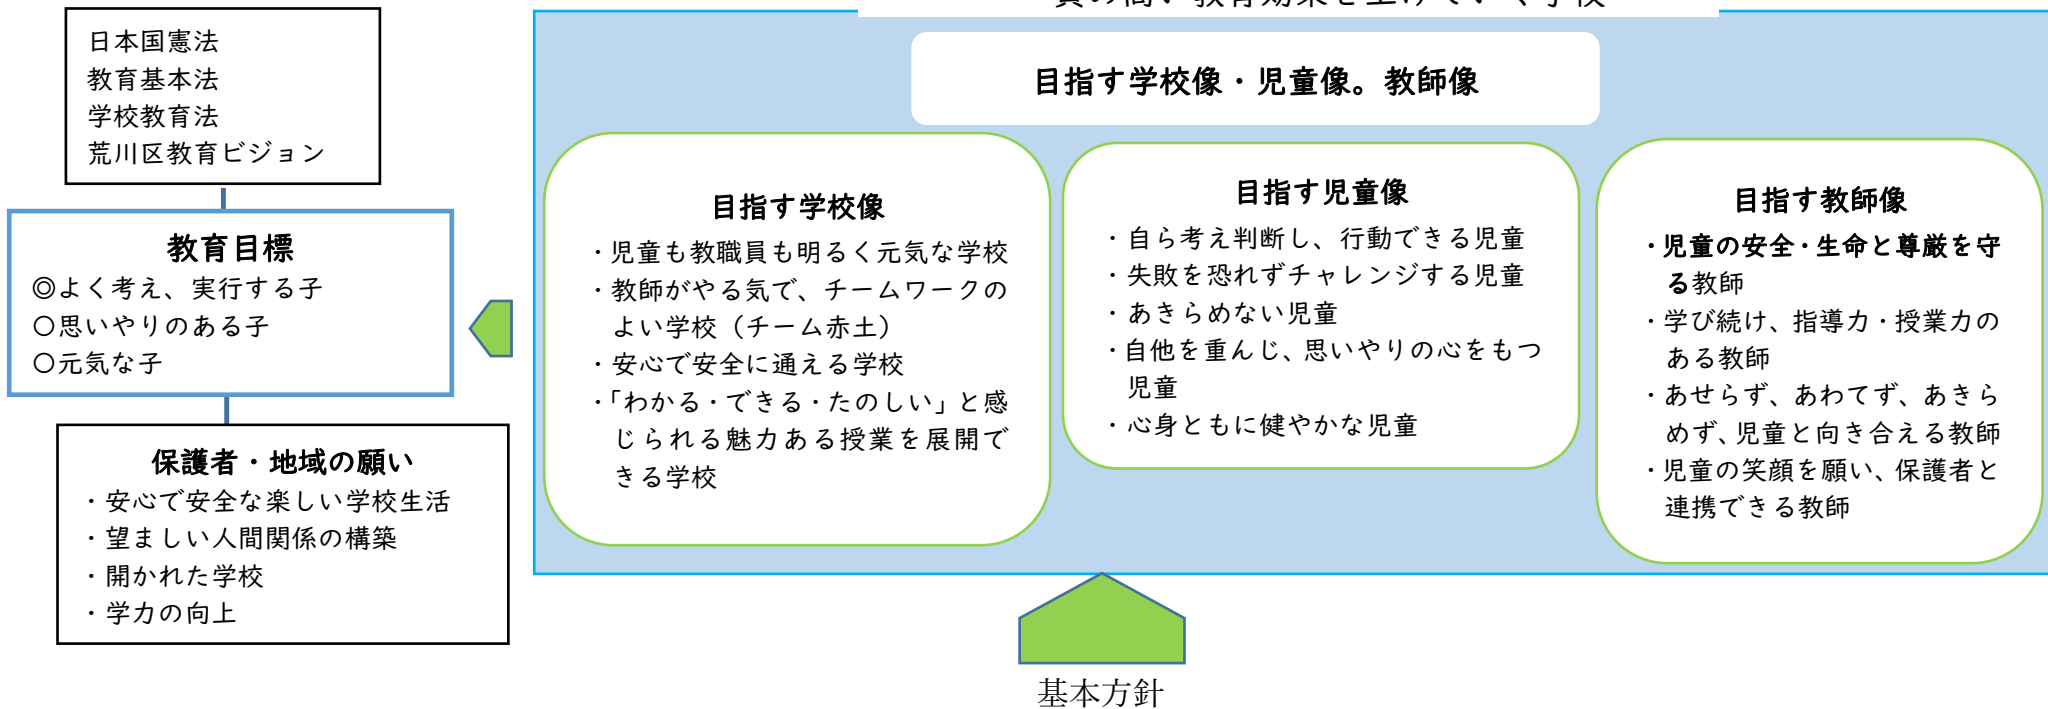 日本国憲法
教育基本法
学校教育法
荒川区教育ビジョン
教育目標
◎よく考え、実行する子
〇思いやりのある子
〇元気な子
保護者・地域の願い
・安心で安全な楽しい学校生活
・望ましい人間関係の構築
・開かれた学校
・学力の向上
目指す学校像・児童像。教師像
目指す学校像
・児童も教職員も明るく元気な学校
・教師がやる気で、チームワークの
よい学校（チーム赤土）
・安心で安全に通える学校
・「わかる・できる・たのしい」と感
じられる魅力ある授業を展開で
きる学校
目指す児童像
・自ら考え判断し、行動できる児童
・失敗を恐れずチャレンジする児童
・あきらめない児童
・自他を重んじ、思いやりの心をもつ
児童
・心身ともに健やかな児童
目指す教師像
・児童の安全・生命と尊厳を守
る教師
・学び続け、指導力・授業力の
ある教師
・あせらず、あわてず、あきら
めず、児童と向き合える教師
・児童の笑顔を願い、保護者と
連携できる教師
基本方針